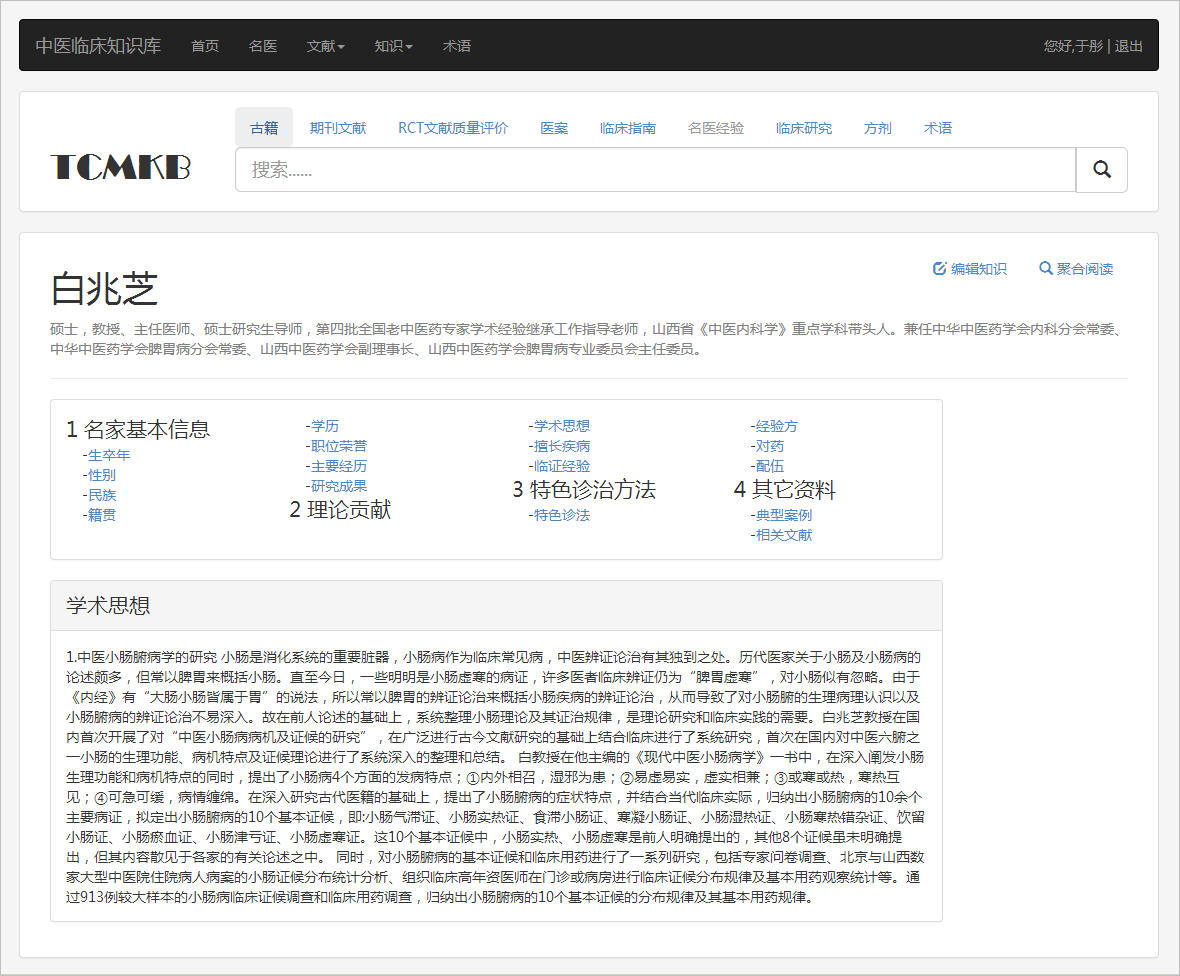 中医临床知识库 首页 名医 文献 知识 术语 您好,于彤 | 退出
古籍 期刊文献 RCT文献质量评价 医案 临床指南 名医经验 临床研究 方剂 术语
TCMKB
搜索......
编辑知识 聚合阅读
白兆芝
硕士，教授、主任医师、硕士研究生导师，第四批全国老中医药专家学术经验继承工作指导老师，山西省《中医内科学》重点学科带头人。兼任中华中医药学会内科分会常委、
中华中医药学会脾胃病分会常委、山西中医药学会副理事长、山西中医药学会脾胃病专业委员会主任委员。
1 名家基本信息
-生卒年
-性别
-民族
-籍贯
-学历
-职位荣誉
-主要经历
-研究成果
2 理论贡献
-学术思想
-擅长疾病
-临证经验
3 特色诊治方法
-特色诊法
-经验方
-对药
-配伍
4 其它资料
-典型案例
-相关文献
学术思想
1.中医小肠腑病学的研究 小肠是消化系统的重要脏器，小肠病作为临床常见病，中医辨证论治有其独到之处。历代医家关于小肠及小肠病的
论述颇多，但常以脾胃来概括小肠。直至今日，一些明明是小肠虚寒的病证，许多医者临床辨证仍为“脾胃虚寒”，对小肠似有忽略。由于
《内经》有“大肠小肠皆属于胃”的说法，所以常以脾胃的辨证论治来概括小肠疾病的辨证论治，从而导致了对小肠腑的生理病理认识以及
小肠腑病的辨证论治不易深入。故在前人论述的基础上，系统整理小肠理论及其证治规律，是理论研究和临床实践的需要。白兆芝教授在国
内首次开展了对“中医小肠病病机及证候的研究”，在广泛进行古今文献研究的基础上结合临床进行了系统研究，首次在国内对中医六腑之
一小肠的生理功能、病机特点及证候理论进行了系统深入的整理和总结。 白教授在他主编的《现代中医小肠病学》一书中，在深入阐发小肠
生理功能和病机特点的同时，提出了小肠病4个方面的发病特点；①内外相召，湿邪为患；②易虚易实，虚实相兼；③或寒或热，寒热互
见；④可急可缓，病情缠绵。在深入研究古代医籍的基础上，提出了小肠腑病的症状特点，并结合当代临床实际，归纳出小肠腑病的10余个
主要病证，拟定出小肠腑病的10个基本证候，即:小肠气滞证、小肠实热证、食滞小肠证、寒凝小肠证、小肠湿热证、小肠寒热错杂证、饮留
小肠证、小肠瘀血证、小肠津亏证、小肠虚寒证。这10个基本证候中，小肠实热、小肠虚寒是前人明确提出的，其他8个证候虽未明确提
出，但其内容散见于各家的有关论述之中。 同时，对小肠腑病的基本证候和临床用药进行了一系列研究，包括专家问卷调查、北京与山西数
家大型中医院住院病人病案的小肠证候分布统计分析、组织临床高年资医师在门诊或病房进行临床证候分布规律及基本用药观察统计等。通
过913例较大样本的小肠病临床证候调查和临床用药调查，归纳出小肠腑病的10个基本证候的分布规律及其基本用药规律。